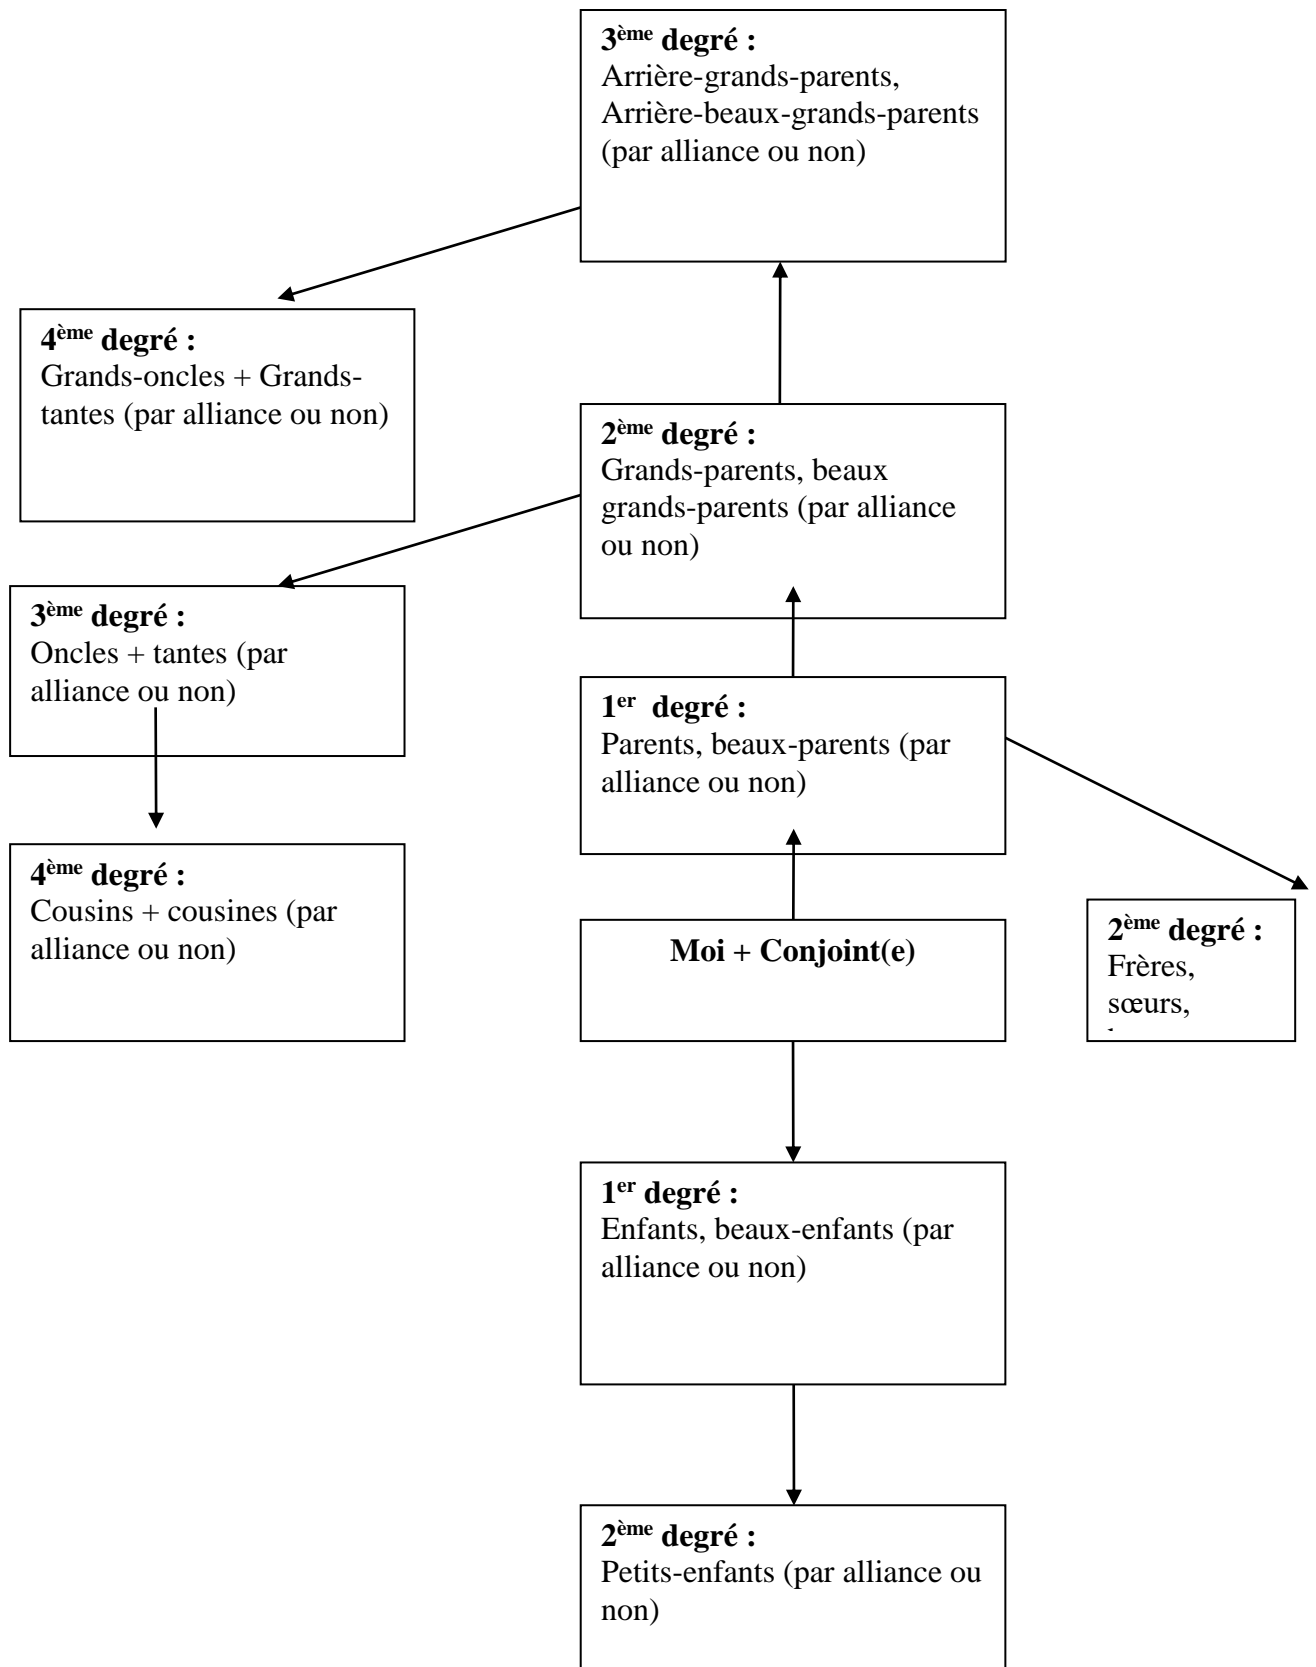 3ème degré :
Arrière-grands-parents,
Arrière-beaux-grands-parents
(par alliance ou non)
4ème degré :
Grands-oncles + Grands-
tantes (par alliance ou non)
2ème degré :
Grands-parents, beaux
grands-parents (par alliance
ou non)
3ème degré :
Oncles + tantes (par
alliance ou non)
1er degré :
Parents, beaux-parents (par
alliance ou non)
4ème degré :
Cousins + cousines (par
alliance ou non)
Moi + Conjoint(e)
2ème degré :
Frères,
sœurs,
1er degré :
Enfants, beaux-enfants (par
alliance ou non)
2ème degré :
Petits-enfants (par alliance ou
non)